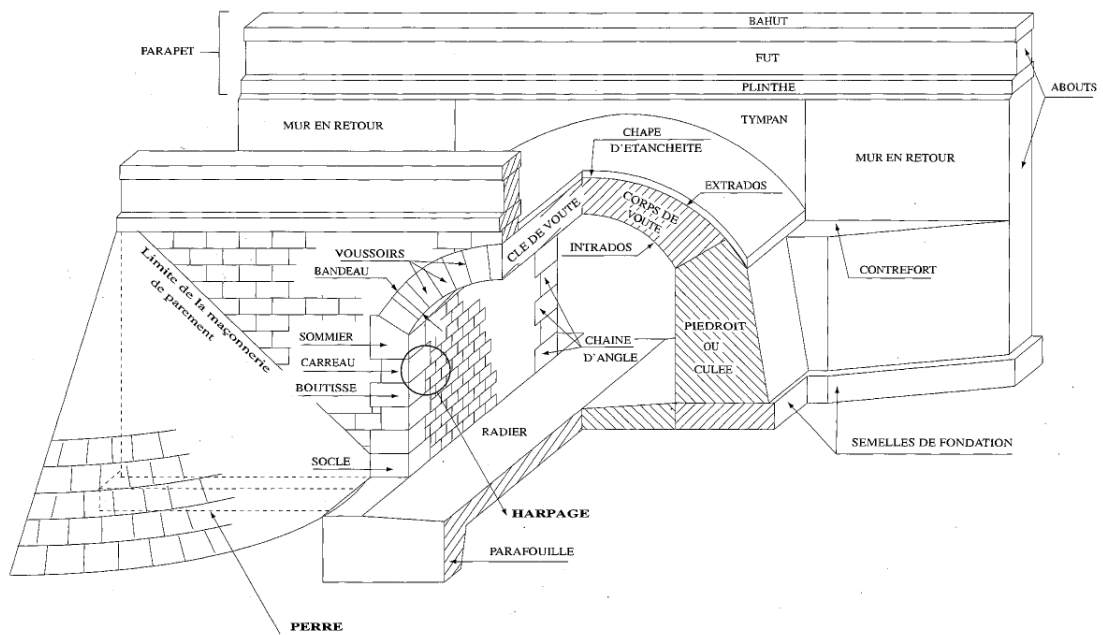 BAHUT
PARAPET
FUT
PLINTHE
ABOUTS
MUR EN RETOUR
TYMPAN
CHAPE
D'ETANCHEITE
MUR EN RETOUR
EXTRADOS
CORPS DE
VOUTE
CLE DE VOUTE
INTRADOS
VOUSSOIRS
BANDEAU
CONTREFORT
Limite de la maçonnerie
de parement
SOMMIER
CARREAU
BOUTISSE
CHAINE
D'ANGLE
PIEDROIT
OU
CULEE
RADIER
SEMELLES DE FONDATION
SOCLE
HARPAGE
PARAFOUILLE
PERRE